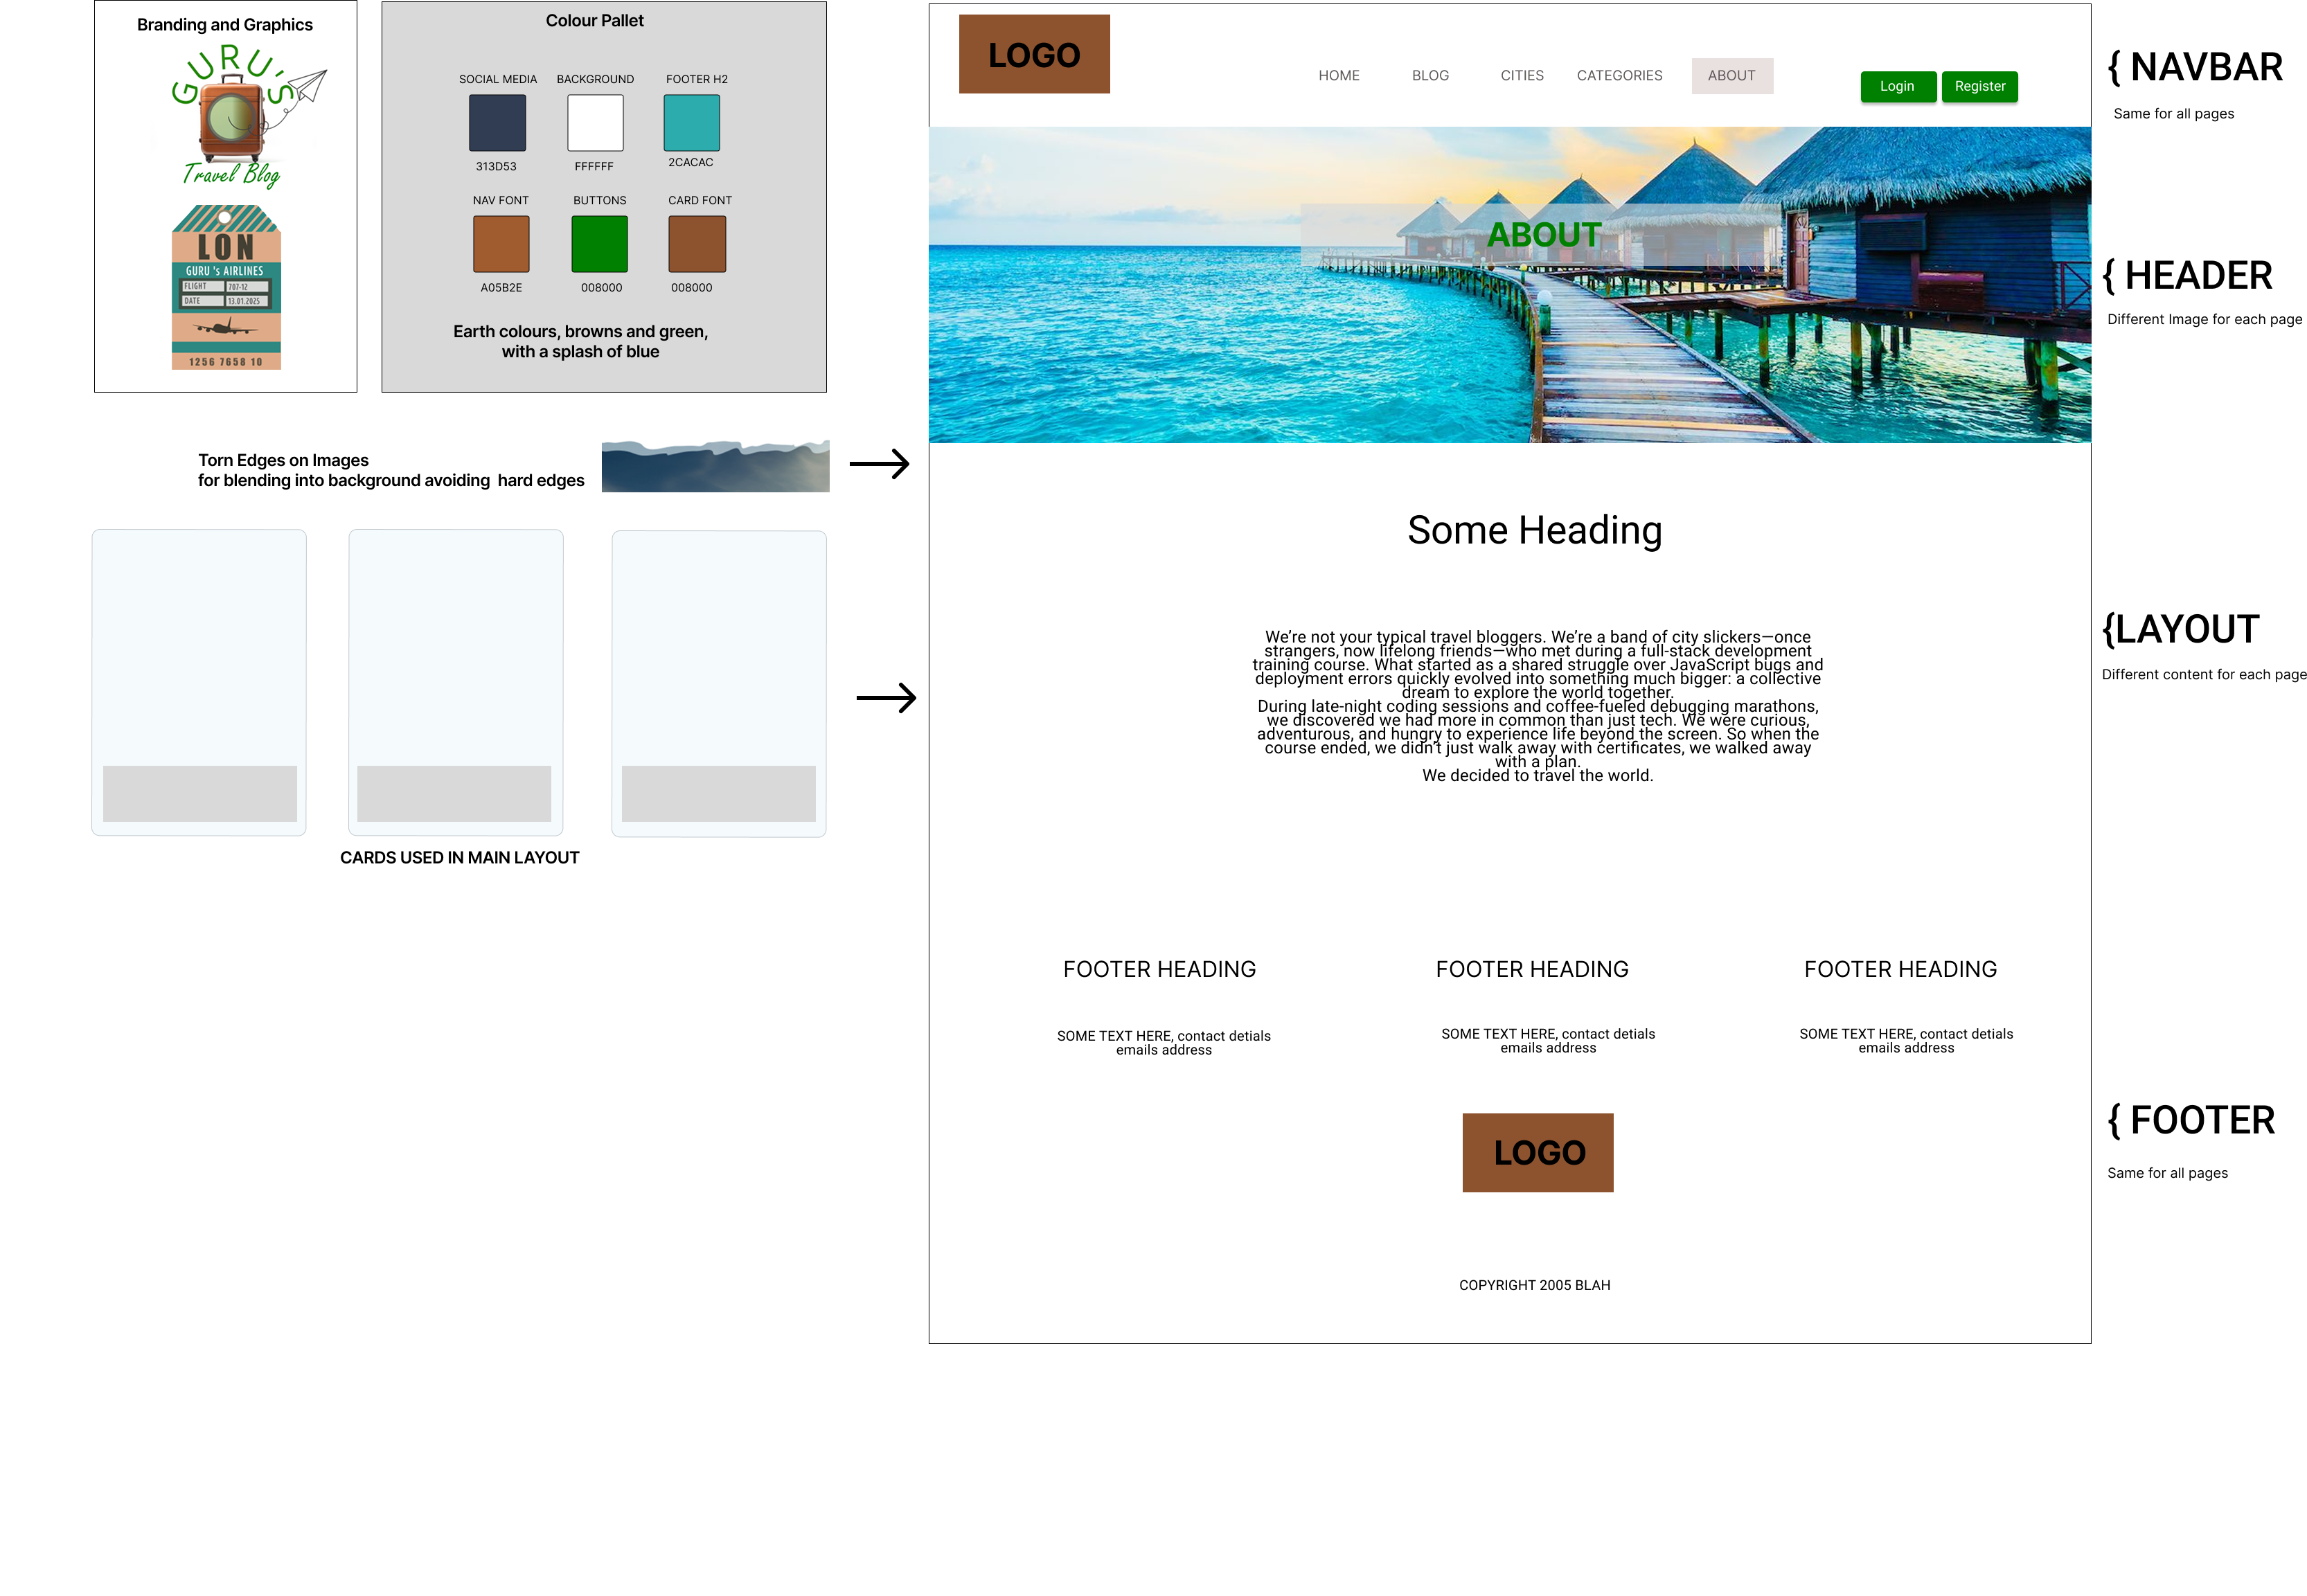 Branding and Graphics
GURU'S
Travel Blog
LON
GURU 's AIRLINES
FLIGHT 707-12
DATE 13.01.2025
1256 7658 10
Colour Pallet
SOCIAL MEDIA BACKGROUND FOOTER H2
313D53 FFFFFF 2CACAC
NAV FONT BUTTONS CARD FONT
A05B2E 008000 008000
Earth colours, browns and green,
with a splash of blue
Torn Edges on Images
for blending into background avoiding hard edges
CARDS USED IN MAIN LAYOUT
LOGO
HOME BLOG CITIES CATEGORIES ABOUT
Login Register
ABOUT
Some Heading
We’re not your typical travel bloggers. We’re a band of city slickers—once
strangers, now lifelong friends—who met during a full-stack development
training course. What started as a shared struggle over JavaScript bugs and
deployment errors quickly evolved into something much bigger: a collective
dream to explore the world together.
During late-night coding sessions and coffee-fueled debugging marathons,
we discovered we had more in common than just tech. We were curious,
adventurous, and hungry to experience life beyond the screen. So when the
course ended, we didn’t just walk away with certificates, we walked away
with a plan.
We decided to travel the world.
FOOTER HEADING FOOTER HEADING FOOTER HEADING
SOME TEXT HERE, contact detials
emails address
SOME TEXT HERE, contact detials
emails address
SOME TEXT HERE, contact detials
emails address
LOGO
COPYRIGHT 2005 BLAH
{ NAVBAR
Same for all pages
{ HEADER
Different Image for each page
{LAYOUT
Different content for each page
{ FOOTER
Same for all pages